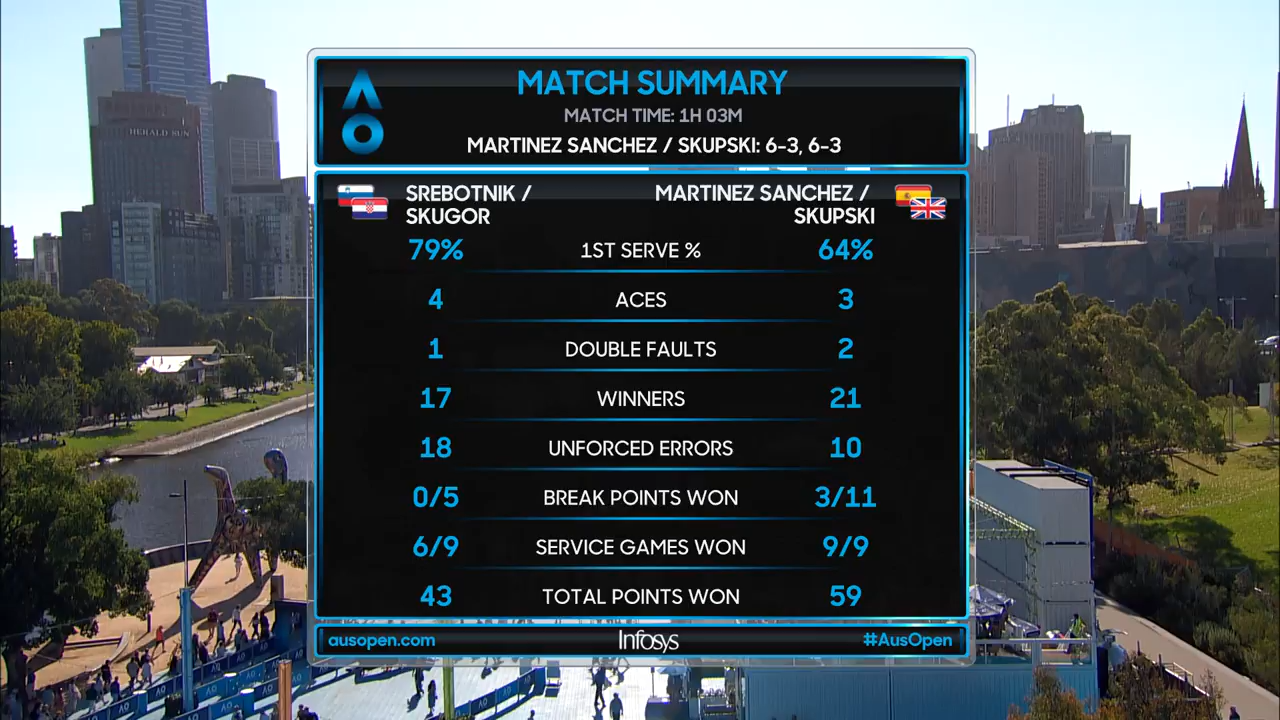 HERALD SUN
AO
MATCH SUMMARY
MATCH TIME: 1H 03M
MARTINEZ SANCHEZ / SKUPSKI: 6-3, 6-3
SREBOTNIK / SKUGOR
MARTINEZ SANCHEZ / SKUPSKI
79% 1ST SERVE % 64%
4 ACES 3
1 DOUBLE FAULTS 2
17 WINNERS 21
18 UNFORCED ERRORS 10
0/5 BREAK POINTS WON 3/11
6/9 SERVICE GAMES WON 9/9
43 TOTAL POINTS WON 59
ausopen.com Infosys #AusOpen